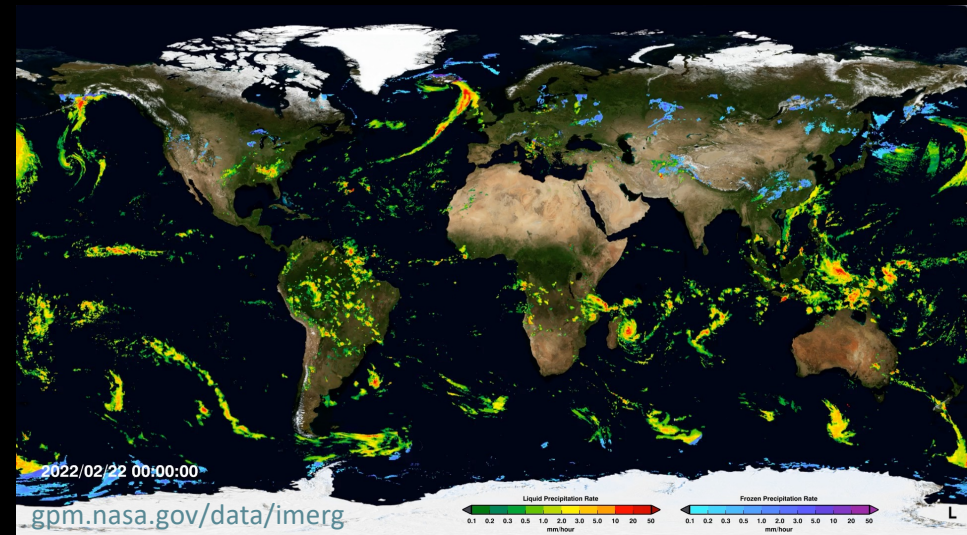 2022/02/22 00:00:00
gpm.nasa.gov/data/imerg
Liquid Precipitation Rate
0.1 0.2 0.3 0.5 1.0 2.0 3.0 5.0 10 20 50
mm/hour
Frozen Precipitation Rate
0.1 0.2 0.3 0.5 1.0 2.0 3.0 5.0 10 20 50
mm/hour
L